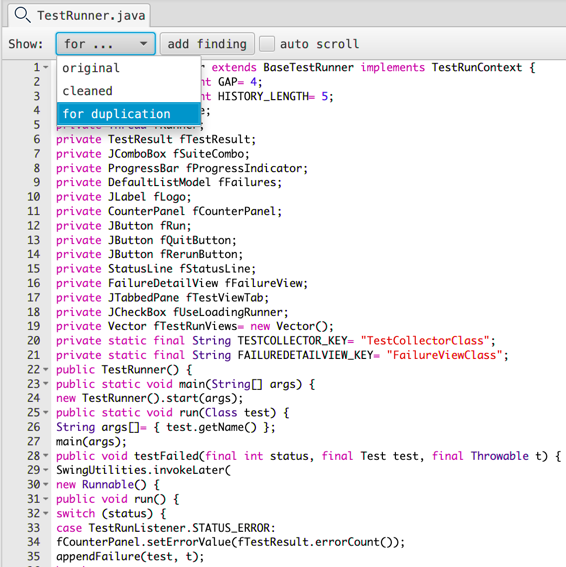 TestRunner.java
Show: for ... add finding auto scroll
original
cleaned
for duplication
1 er extends BaseTestRunner implements TestRunContext {
2 nt GAP= 4;
3 nt HISTORY_LENGTH= 5;
4
5
6 private TestResult fTestResult;
7 private JComboBox fSuiteCombo;
8 private ProgressBar fProgressIndicator;
9 private DefaultListModel fFailures;
10 private JLabel fLogo;
11 private CounterPanel fCounterPanel;
12 private JButton fRun;
13 private JButton fQuitButton;
14 private JButton fRerunButton;
15 private StatusLine fStatusLine;
16 private FailureDetailView fFailureView;
17 private JTabbedPane fTestViewTab;
18 private JCheckBox fUseLoadingRunner;
19 private Vector fTestRunViews= new Vector();
20 private static final String TESTCOLLECTOR_KEY= "TestCollectorClass";
21 private static final String FAILUREDETAILVIEW_KEY= "FailureViewClass";
22 public TestRunner() {
23 public static void main(String[] args) {
24 new TestRunner().start(args);
25 public static void run(Class test) {
26 String args[]= { test.getName() };
27 main(args);
28 public void testFailed(final int status, final Test test, final Throwable t) {
29 SwingUtilities.invokeLater(
30 new Runnable() {
31 public void run() {
32 switch (status) {
33 case TestRunListener.STATUS_ERROR:
34 fCounterPanel.setErrorValue(fTestResult.errorCount());
35 appendFailure(test, t);